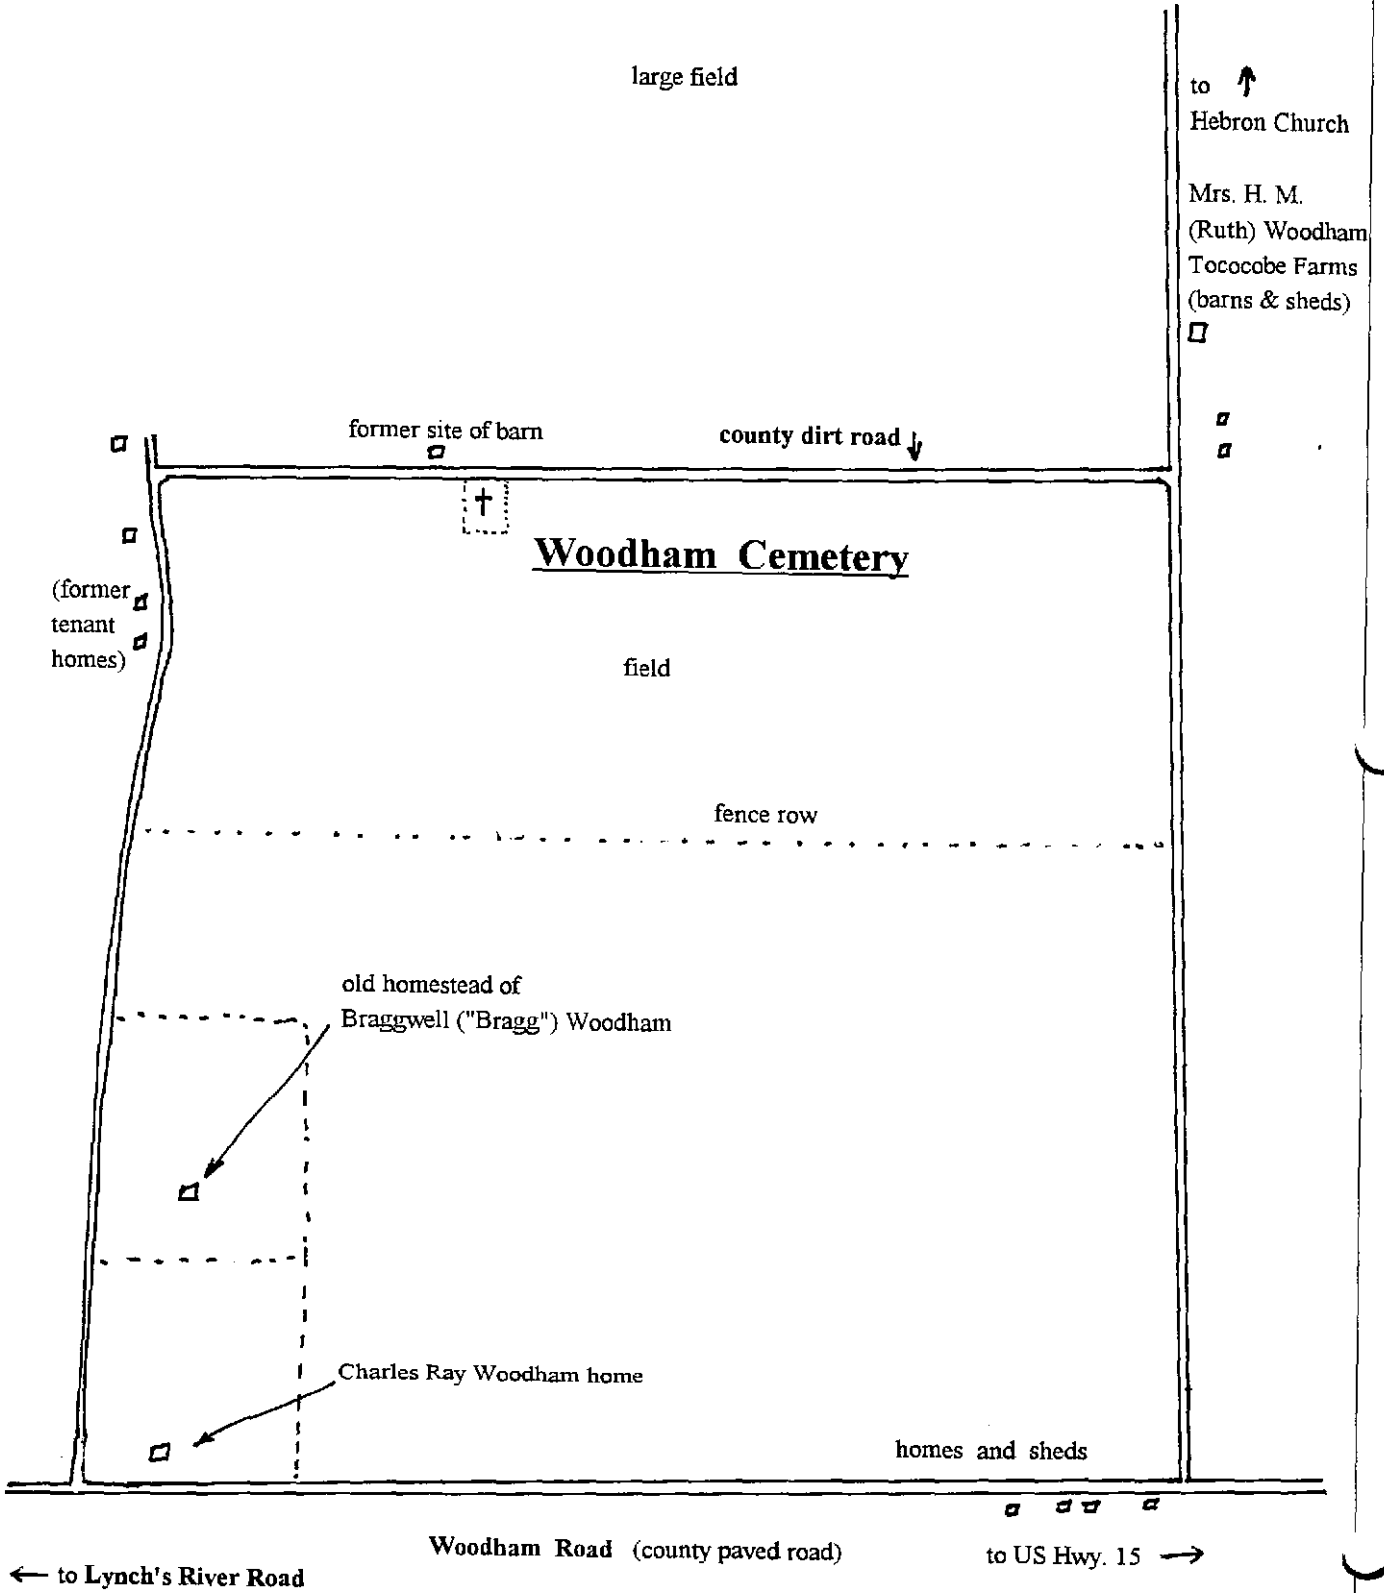 large field
to ↑
Hebron Church
Mrs. H. M.
(Ruth) Woodham
Tococobe Farms
(barns & sheds)
former site of barn
county dirt road ↓
Woodham Cemetery
(former
tenant
homes)
field
fence row
old homestead of
Braggwell ("Bragg") Woodham
Charles Ray Woodham home
homes and sheds
Woodham Road (county paved road)
to US Hwy. 15 →
← to Lynch's River Road